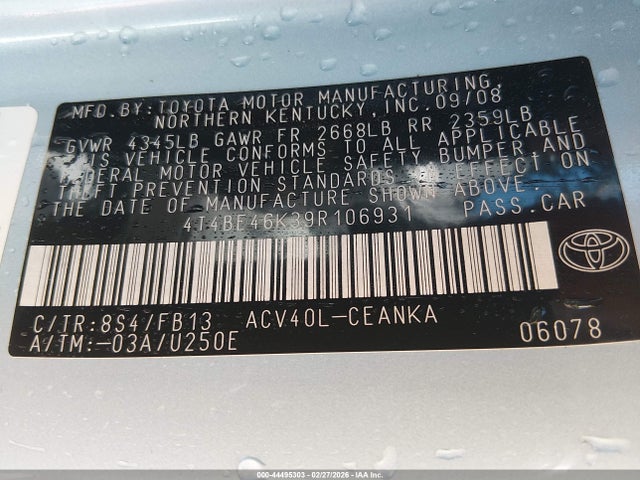 MFD. BY: TOYOTA MOTOR MANUFACTURING,
NORTHERN KENTUCKY, INC. 09/08
GVWR 4345LB GAWR FR 2668LB RR 2359LB
THIS VEHICLE CONFORMS TO ALL APPLICABLE
FEDERAL MOTOR VEHICLE SAFETY BUMPER, AND
THEFT PREVENTION STANDARDS IN EFFECT ON
THE DATE OF MANUFACTURE SHOWN ABOVE.
4T4BE46K39R106931 PASS. CAR
C/TR:8S4/FB13 ACV40L-CEANKA
A/TM:-03A/U250E 06078
000-44495303 - 02/27/2026 - IAA Inc.